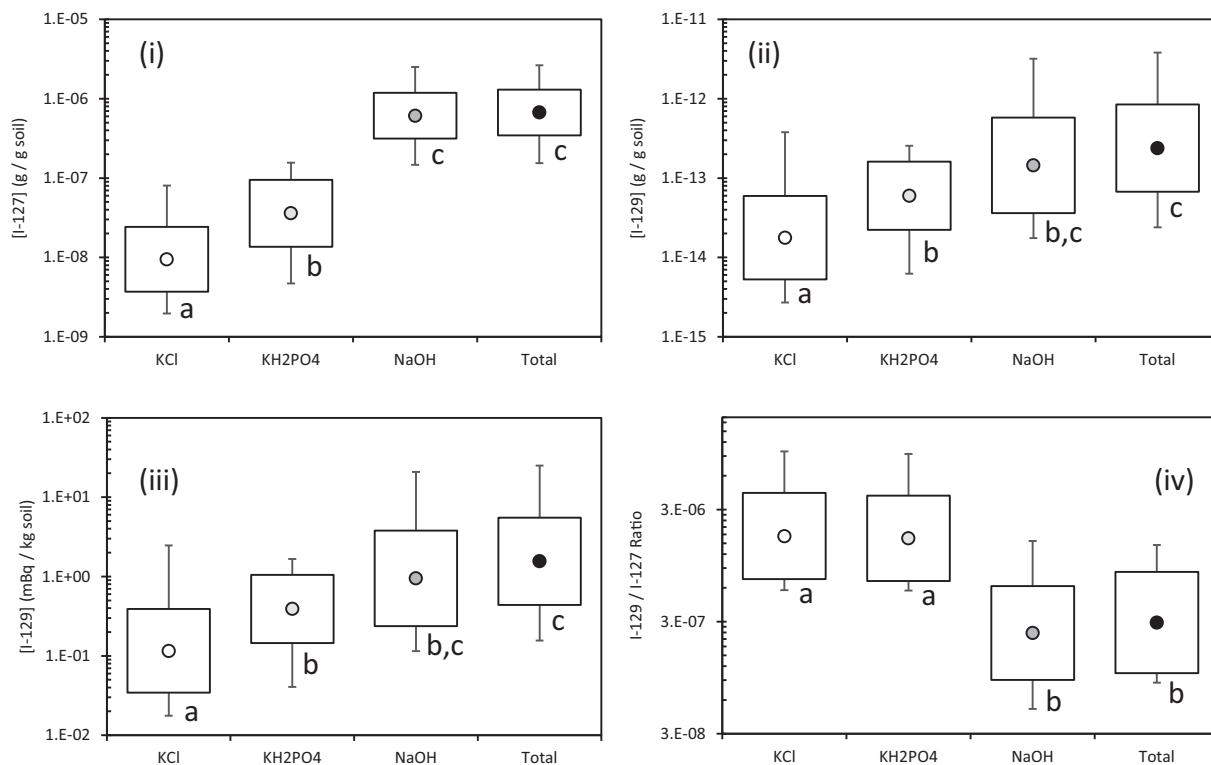 (i)
[I-127] (g / g soil)
1.E-05
1.E-06
1.E-07
1.E-08
1.E-09
a
b
c
c
KCl KH2PO4 NaOH Total
(ii)
[I-129] (g / g soil)
1.E-11
1.E-12
1.E-13
1.E-14
1.E-15
a
b
b,c
c
KCl KH2PO4 NaOH Total
(iii)
[I-129] (mBq / kg soil)
1.E+02
1.E+01
1.E+00
1.E-01
1.E-02
a
b
b,c
c
KCl KH2PO4 NaOH Total
(iv)
I-129 / I-127 Ratio
3.E-06
3.E-07
3.E-08
a
a
b
b
KCl KH2PO4 NaOH Total